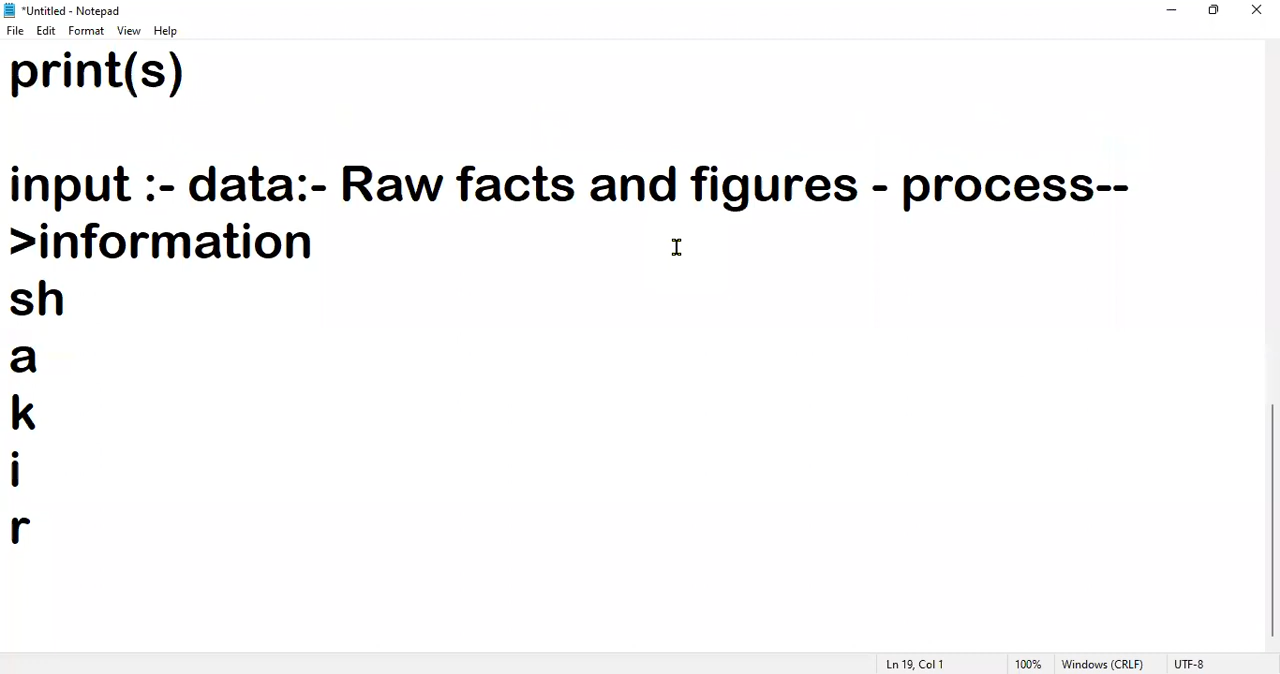 *Untitled - Notepad
File Edit Format View Help
print(s)
input :- data:- Raw facts and figures - process--
>information
sh
a
k
i
r
Ln 19, Col 1 100% Windows (CRLF) UTF-8